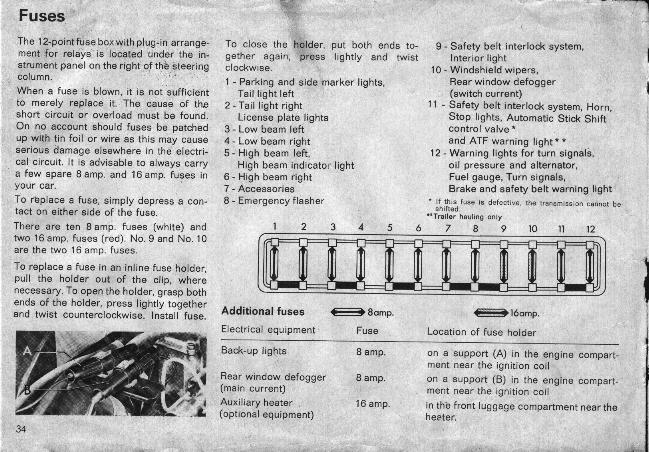 Fuses
The 12-point fuse box with plug-in arrange-
ment for relays is located under the in-
strument panel on the right of the steering
column.
When a fuse is blown, it is not sufficient
to merely replace it. The cause of the
short circuit or overload must be found.
On no account should fuses be patched
up with tin foil or wire as this may cause
serious damage elsewhere in the electri-
cal circuit. It is advisable to always carry
a few spare 8 amp. and 16 amp. fuses in
your car.
To replace a fuse, simply depress a con-
tact on either side of the fuse.
There are ten 8 amp. fuses (white) and
two 16 amp. fuses (red). No. 9 and No. 10
are the two 16 amp. fuses.
To replace a fuse in an inline fuse holder,
pull the holder out of the clip, where
necessary. To open the holder, grasp both
ends of the holder, press lightly together
and twist counterclockwise. Install fuse.
A
B
34
To close the holder, put both ends to-
gether again, press lightly and twist
clockwise.
1 - Parking and side marker lights,
Tail light left
2 - Tail light right
License plate lights
3 - Low beam left
4 - Low beam right
5 - High beam left,
High beam indicator light
6 - High beam right
7 - Accessories
8 - Emergency flasher
9 - Safety belt interlock system,
Interior light
10 - Windshield wipers,
Rear window defogger
(switch current)
11 - Safety belt interlock system, Horn,
Stop lights, Automatic Stick Shift
control valve *
and ATF warning light * *
12 - Warning lights for turn signals,
oil pressure and alternator,
Fuel gauge, Turn signals,
Brake and safety belt warning light
* If this fuse is defective, the transmission cannot be
shifted.
**Trailer hauling only
1 2 3 4 5 6 7 8 9 10 11 12
8amp. 16amp.
Additional fuses
Electrical equipment Fuse Location of fuse holder
Back-up lights 8 amp. on a support (A) in the engine compart-
ment near the ignition coil
Rear window defogger 8 amp. on a support (B) in the engine compart-
(main current) ment near the ignition coil
Auxiliary heater 16 amp. in the front luggage compartment near the
(optional equipment) heater.